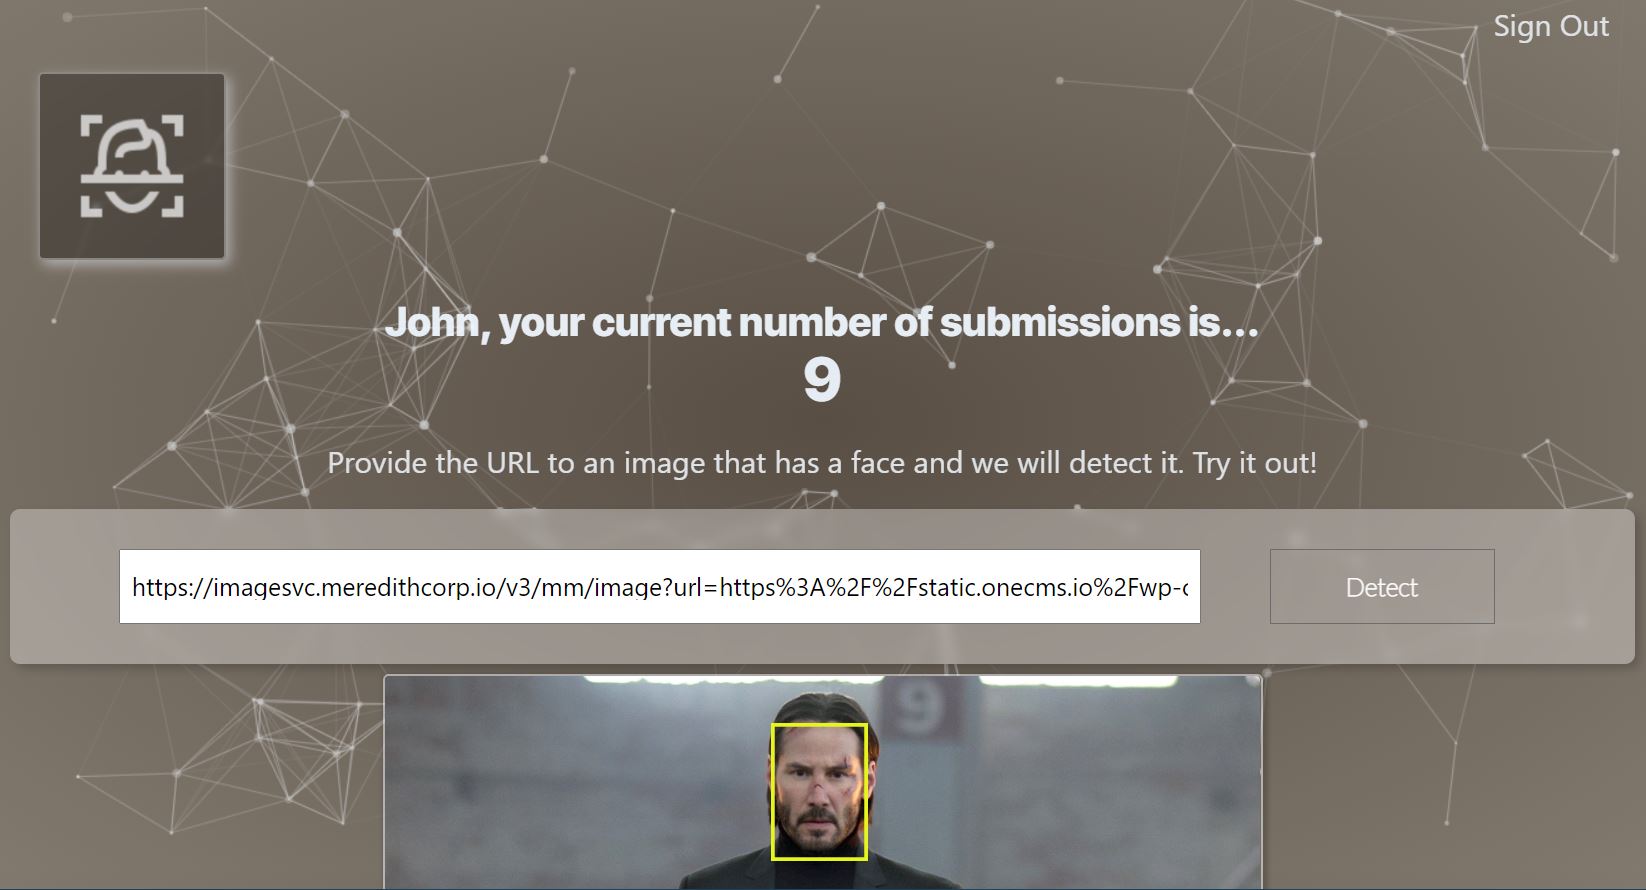 Sign Out
John, your current number of submissions is...
9
Provide the URL to an image that has a face and we will detect it. Try it out!
https://imagesvc.meredithcorp.io/v3/mm/image?url=https%3A%2F%2Fstatic.onecms.io%2Fwp-c
Detect
9